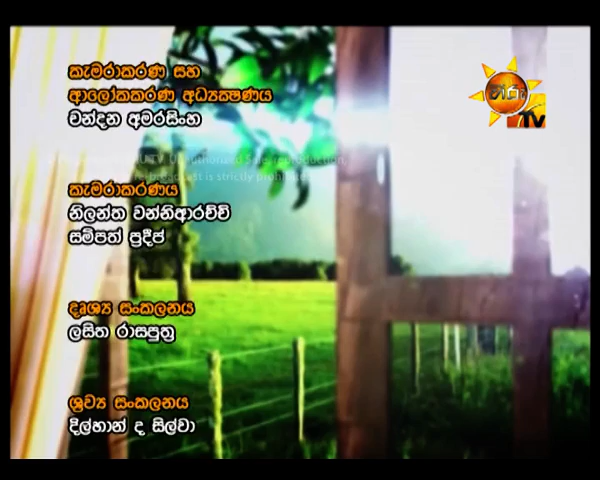 කැමරාකරණ සහ
ආලෝකකරණ අධ්‍යක්ෂණය
චන්දන අමරසිංහ
හිරු
TV
කැමරාකරණය
නිලන්ත වන්නිආරච්චි
සම්පත් ප්‍රදීප්
දෘශ්‍ය සංකලනය
ලසිත රාසපුත්‍ර
ශ්‍රව්‍ය සංකලනය
දිල්හාන් ද සිල්වා